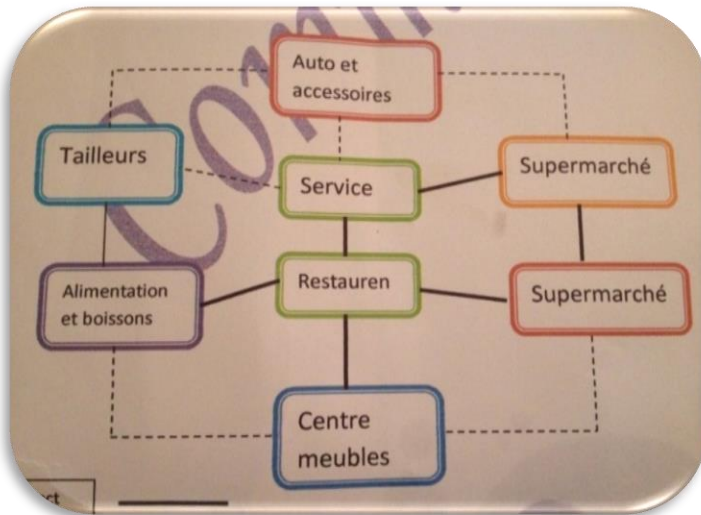 Auto et
accessoires
Tailleurs
Service
Supermarché
Alimentation
et boissons
Restauren
Supermarché
Centre
meubles